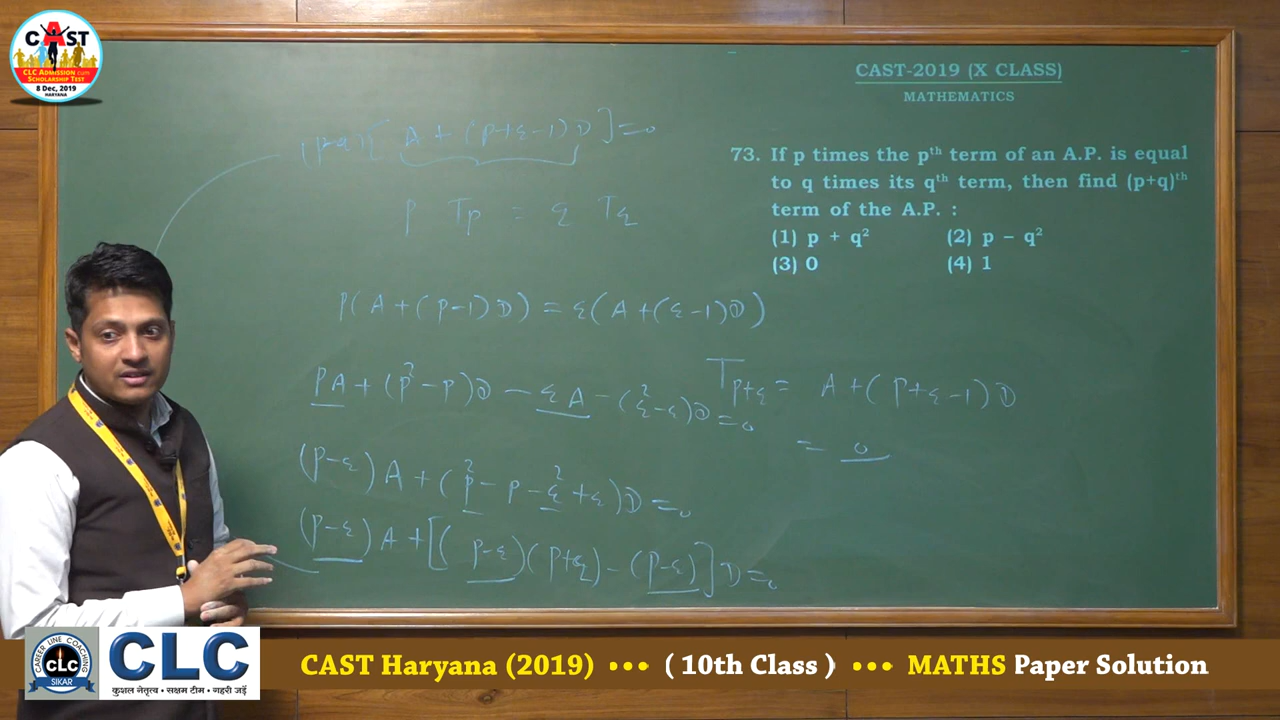 CAST
CLC ADMISSION.com
SCHOLARSHIP TEST
8 Dec, 2019
HARYANA
CAST-2019 (X CLASS)
MATHEMATICS
73. If p times the pᵗʰ term of an A.P. is equal
to q times its qᵗʰ term, then find (p+q)ᵗʰ
term of the A.P. :
(1) p + q² (2) p − q²
(3) 0 (4) 1
(p-q)[A + (p+q-1)D]=0
p Tp = q Tq
p(A+(p-1)D) = q(A+(q-1)D)
pA+(p²-p)D - qA-(q²-q)D=0
(p-q)A+(p²-p-q²+q)D=0
(p-q)A+[(p-q)(p+q)-(p-q)]D=0
Tp+q = A+(p+q-1)D
= 0
CAREER LINE COACHING
CLC
SIKAR
CLC
कुशल नेतृत्व • सक्षम टीम • गहरी जड़ें
CAST Haryana (2019) ••• ( 10th Class ) ••• MATHS Paper Solution